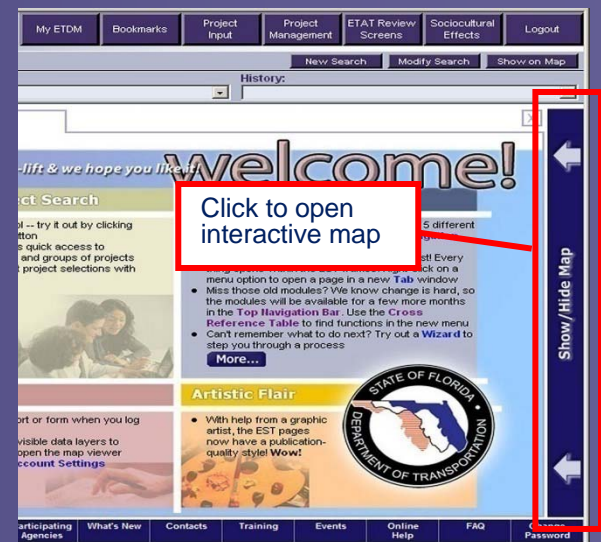 My ETDM Bookmarks Project Input Project Management ETAT Review Screens Sociocultural Effects Logout
New Search Modify Search Show on Map
History:
-lift & we hope you like it!
welcome!
ct Search
ol -- try it out by clicking
tton
s quick access to
and groups of projects
t project selections with
Click to open
interactive map
5 different
st! Every
ck on a
menu option to open a page in a new Tab window
• Miss those old modules? We know change is hard, so
the modules will be available for a few more months
in the Top Navigation Bar. Use the Cross
Reference Table to find functions in the new menu
• Can't remember what to do next? Try out a Wizard to
step you through a process
More...
Show/Hide Map
ort or form when you log
visible data layers to
open the map viewer
ccount Settings
Artistic Flair
• With help from a graphic
artist, the EST pages
now have a publication-
quality style! Wow!
STATE OF FLORIDA
DEPARTMENT OF TRANSPORTATION
articipating Agencies What's New Contacts Training Events Online Help FAQ Change Password